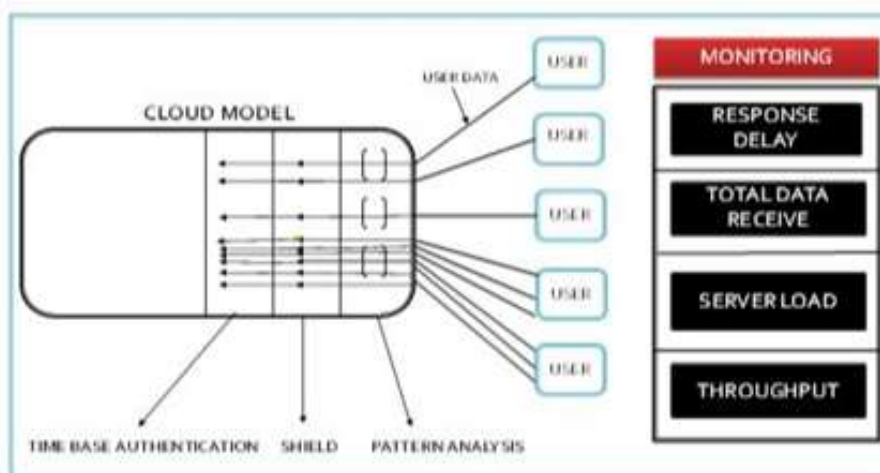 USER
MONITORING
USER DATA
CLOUD MODEL
RESPONSE
DELAY
USER
TOTAL DATA
RECEIVE
USER
USER
SERVER LOAD
USER
THROUGHPUT
TIME BASE AUTHENTICATION
SHIELD
PATTERN ANALYSIS